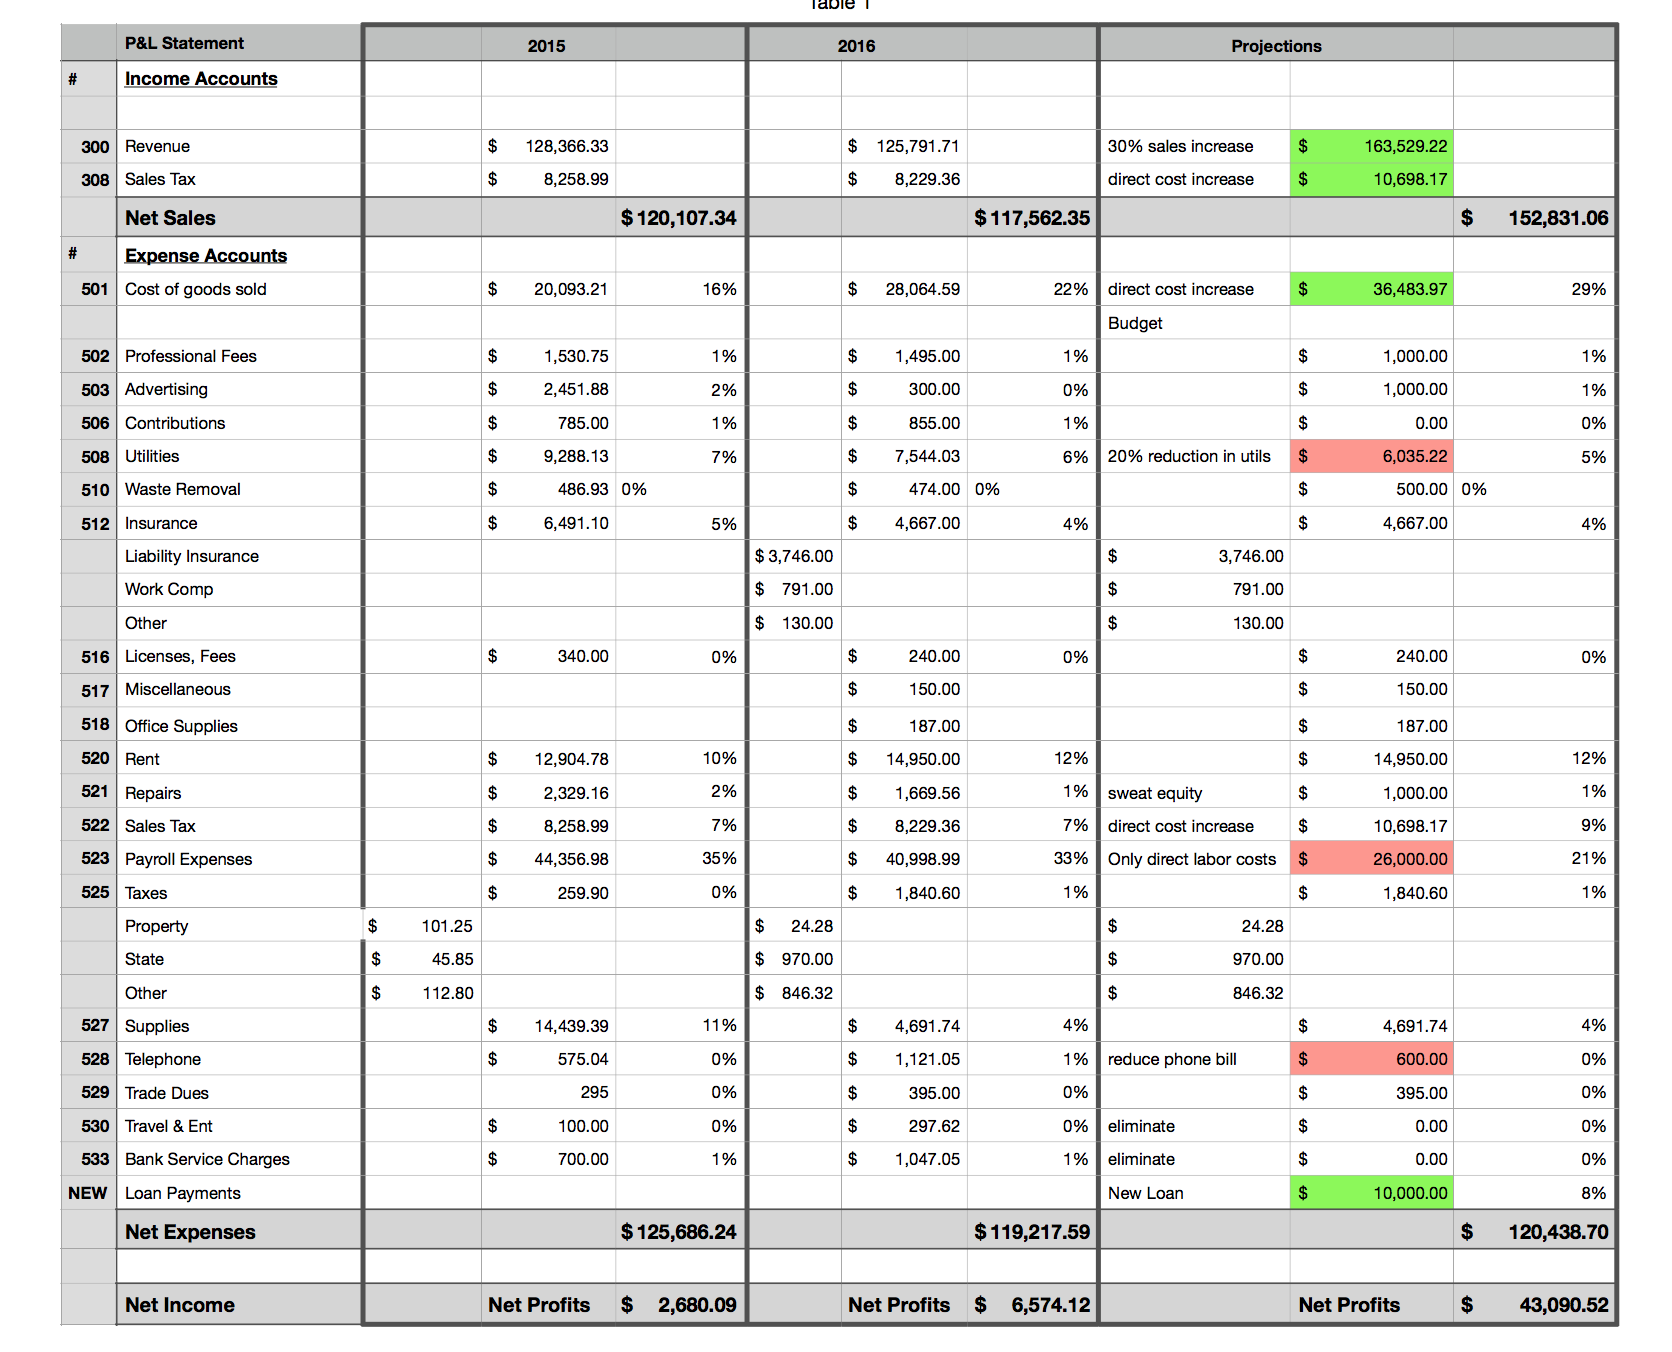 Table 1
P&L Statement 2015 2016 Projections
# Income Accounts
300 Revenue $ 128,366.33 $ 125,791.71 30% sales increase $ 163,529.22
308 Sales Tax $ 8,258.99 $ 8,229.36 direct cost increase $ 10,698.17
Net Sales $ 120,107.34 $ 117,562.35 $ 152,831.06
# Expense Accounts
501 Cost of goods sold $ 20,093.21 16% $ 28,064.59 22% direct cost increase $ 36,483.97 29%
Budget
502 Professional Fees $ 1,530.75 1% $ 1,495.00 1% $ 1,000.00 1%
503 Advertising $ 2,451.88 2% $ 300.00 0% $ 1,000.00 1%
506 Contributions $ 785.00 1% $ 855.00 1% $ 0.00 0%
508 Utilities $ 9,288.13 7% $ 7,544.03 6% 20% reduction in utils $ 6,035.22 5%
510 Waste Removal $ 486.93 0% $ 474.00 0% $ 500.00 0%
512 Insurance $ 6,491.10 5% $ 4,667.00 4% $ 4,667.00 4%
Liability Insurance $ 3,746.00 $ 3,746.00
Work Comp $ 791.00 $ 791.00
Other $ 130.00 $ 130.00
516 Licenses, Fees $ 340.00 0% $ 240.00 0% $ 240.00 0%
517 Miscellaneous $ 150.00 $ 150.00
518 Office Supplies $ 187.00 $ 187.00
520 Rent $ 12,904.78 10% $ 14,950.00 12% $ 14,950.00 12%
521 Repairs $ 2,329.16 2% $ 1,669.56 1% sweat equity $ 1,000.00 1%
522 Sales Tax $ 8,258.99 7% $ 8,229.36 7% direct cost increase $ 10,698.17 9%
523 Payroll Expenses $ 44,356.98 35% $ 40,998.99 33% Only direct labor costs $ 26,000.00 21%
525 Taxes $ 259.90 0% $ 1,840.60 1% $ 1,840.60 1%
Property $ 101.25 $ 24.28 $ 24.28
State $ 45.85 $ 970.00 $ 970.00
Other $ 112.80 $ 846.32 $ 846.32
527 Supplies $ 14,439.39 11% $ 4,691.74 4% $ 4,691.74 4%
528 Telephone $ 575.04 0% $ 1,121.05 1% reduce phone bill $ 600.00 0%
529 Trade Dues 295 0% $ 395.00 0% $ 395.00 0%
530 Travel & Ent $ 100.00 0% $ 297.62 0% eliminate $ 0.00 0%
533 Bank Service Charges $ 700.00 1% $ 1,047.05 1% eliminate $ 0.00 0%
NEW Loan Payments New Loan $ 10,000.00 8%
Net Expenses $ 125,686.24 $ 119,217.59 $ 120,438.70
Net Income Net Profits $ 2,680.09 Net Profits $ 6,574.12 Net Profits $ 43,090.52